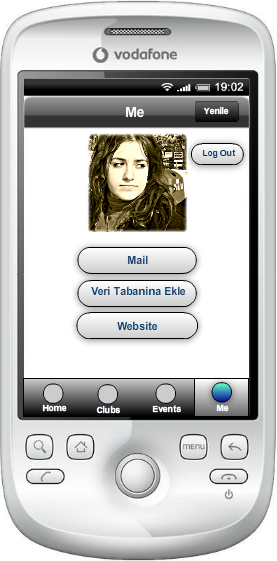 vodafone
19:02
Me
Yenile
Log Out
Mail
Veri Tabanina Ekle
Website
Home
Clubs
Events
Me
MENU